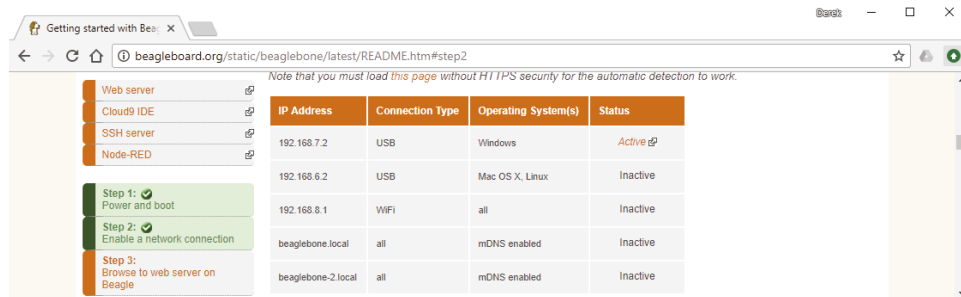 Derek
Getting started with Beag
beagleboard.org/static/beaglebone/latest/README.htm#step2
Note that you must load this page without HTTPS security for the automatic detection to work.
Web server
Cloud9 IDE
SSH server
Node-RED
Step 1:
Power and boot
Step 2:
Enable a network connection
Step 3:
Browse to web server on
Beagle
IP Address Connection Type Operating System(s) Status
192.168.7.2 USB Windows Active
192.168.6.2 USB Mac OS X, Linux Inactive
192.168.8.1 WiFi all Inactive
beaglebone.local all mDNS enabled Inactive
beaglebone-2.local all mDNS enabled Inactive